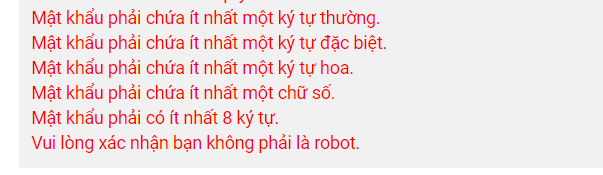 Mật khẩu phải chứa ít nhất một ký tự thường.
Mật khẩu phải chứa ít nhất một ký tự đặc biệt.
Mật khẩu phải chứa ít nhất một ký tự hoa.
Mật khẩu phải chứa ít nhất một chữ số.
Mật khẩu phải có ít nhất 8 ký tự.
Vui lòng xác nhận bạn không phải là robot.